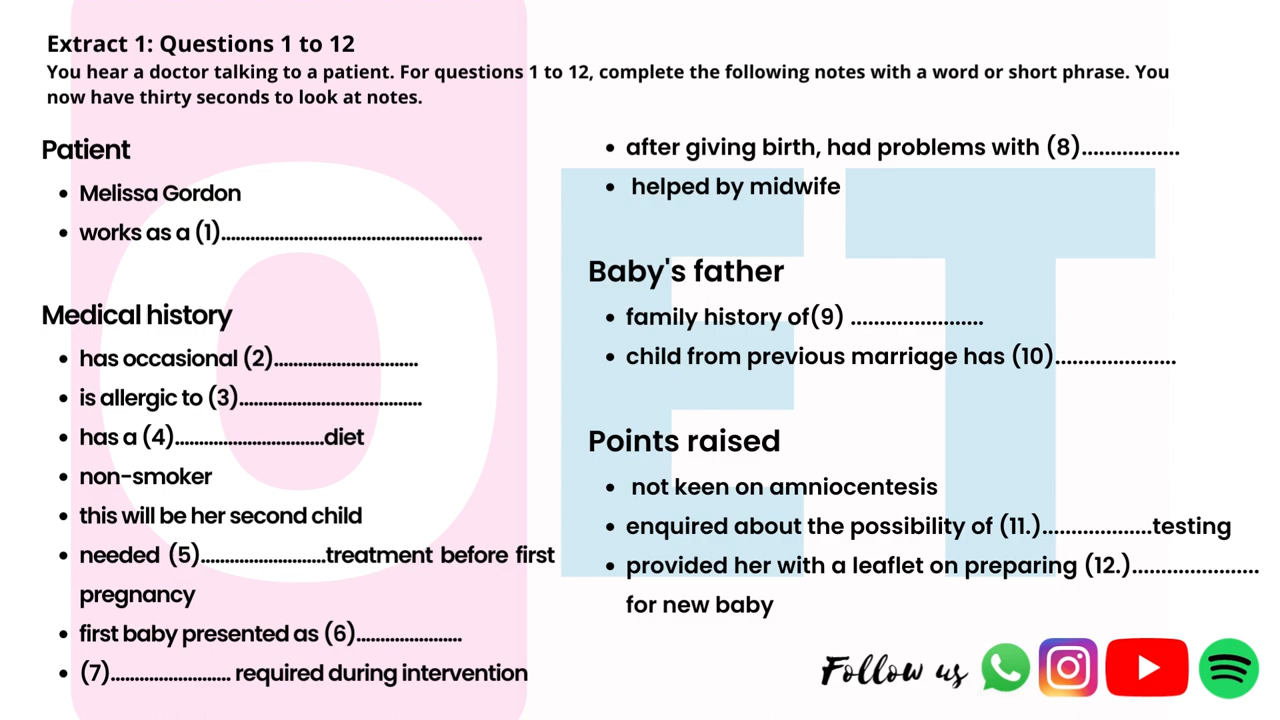 Extract 1: Questions 1 to 12
You hear a doctor talking to a patient. For questions 1 to 12, complete the following notes with a word or short phrase. You
now have thirty seconds to look at notes.
Patient
• Melissa Gordon
• works as a (1)......................................................
Medical history
• has occasional (2)..............................
• is allergic to (3)......................................
• has a (4)...............................diet
• non-smoker
• this will be her second child
• needed (5)..........................treatment before first
pregnancy
• first baby presented as (6)......................
• (7)......................... required during intervention
• after giving birth, had problems with (8).................
• helped by midwife
Baby's father
• family history of(9) .......................
• child from previous marriage has (10).....................
Points raised
• not keen on amniocentesis
• enquired about the possibility of (11.)...................testing
• provided her with a leaflet on preparing (12.)......................
for new baby
Follow us
OET